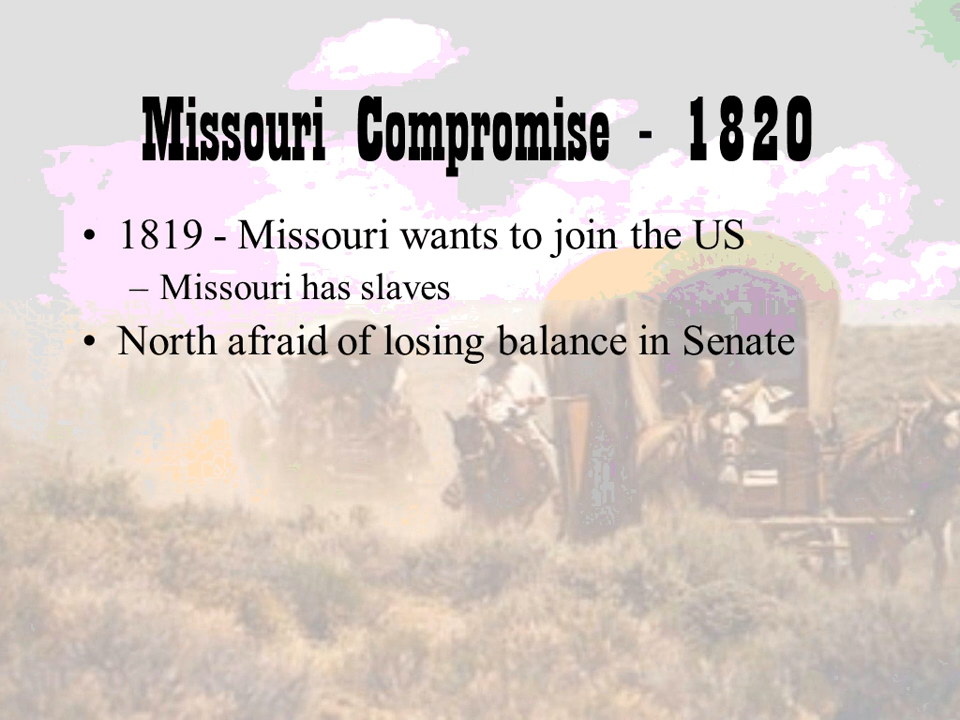 Missouri Compromise - 1820
• 1819 - Missouri wants to join the US
– Missouri has slaves
• North afraid of losing balance in Senate